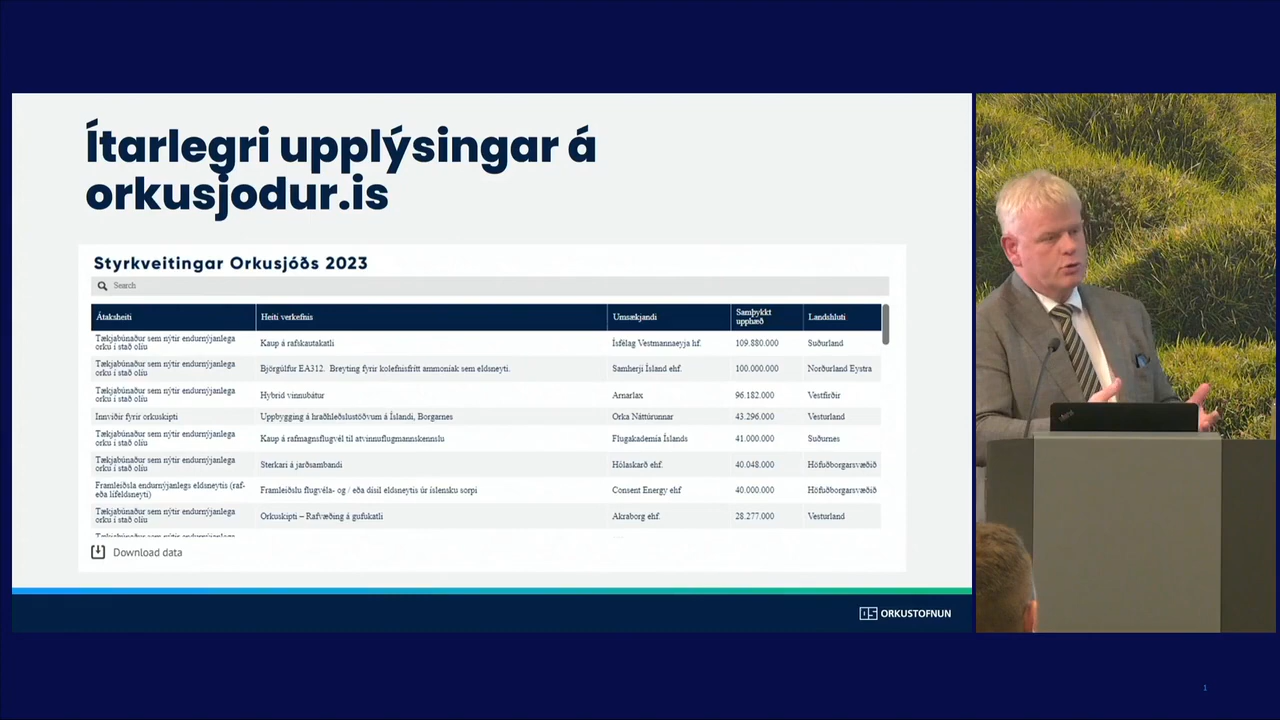 Ítarlegri upplýsingar á
orkusjodur.is
Styrkveitingar Orkusjóðs 2023
Search
Átaksheiti Heiti verkefnis Umsækjandi Samþykkt upphæð Landshluti
Tækjabúnaður sem nýtir endurnýjanlega orku í stað olíu Kaup á rafskautakatli Ísfélag Vestmannaeyja hf. 109.880.000 Suðurland
Tækjabúnaður sem nýtir endurnýjanlega orku í stað olíu Björgúlfur EA312. Breyting fyrir kolefnisfrítt ammoníak sem eldsneyti. Samherji Ísland ehf. 100.000.000 Norðurland Eystra
Tækjabúnaður sem nýtir endurnýjanlega orku í stað olíu Hybrid vinnubátur Arnarlax 96.182.000 Vestfirðir
Innviðir fyrir orkuskipti Uppbygging á hraðhleðslustöðvum á Íslandi, Borgarnes Orka Náttúrunnar 43.296.000 Vesturland
Tækjabúnaður sem nýtir endurnýjanlega orku í stað olíu Kaup á rafmagnsflugvél til atvinnuflugmannskennslu Flugakademía Íslands 41.000.000 Suðurnes
Tækjabúnaður sem nýtir endurnýjanlega orku í stað olíu Sterkari á jarðsambandi Hólaskarð ehf. 40.048.000 Höfuðborgarsvæðið
Framleiðsla endurnýjanlegs eldsneytis (raf- eða lífeldsneyti) Framleiðslu flugvéla- og / eða dísil eldsneytis úr íslensku sorpi Consent Energy ehf 40.000.000 Höfuðborgarsvæðið
Tækjabúnaður sem nýtir endurnýjanlega orku í stað olíu Orkuskipti – Rafvæðing á gufukatli Akraborg ehf. 28.277.000 Vesturland
Tækjabúnaður sem nýtir endurnýjanlega
Download data
ORKUSTOFNUN
1